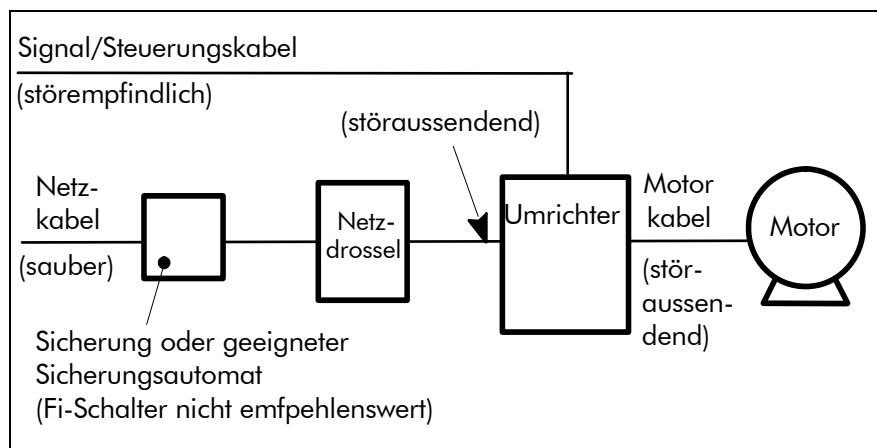 Signal/Steuerungskabel
(störempfindlich)
(störaussendend)
Netz-
kabel
(sauber)
Netz-
drossel
Umrichter
Motor
kabel
(stör-
aussen-
dend)
Motor
Sicherung oder geeigneter
Sicherungsautomat
(Fi-Schalter nicht emfpehlenswert)